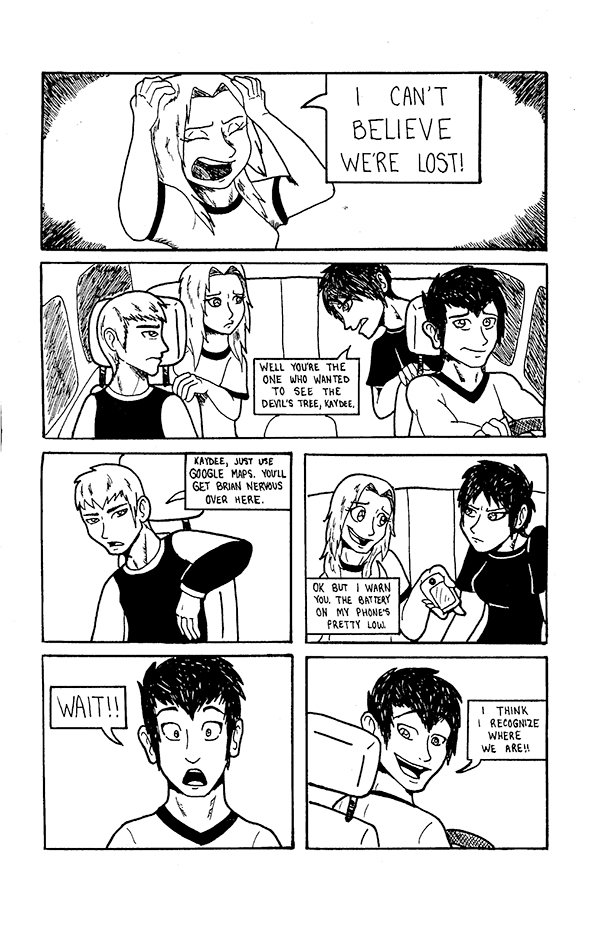 I CAN'T
BELIEVE
WE'RE LOST!
WELL YOU'RE THE
ONE WHO WANTED
TO SEE THE
DEVIL'S TREE, KAYDEE.
KAYDEE, JUST USE
GOOGLE MAPS. YOU'LL
GET BRIAN NERVOUS
OVER HERE.
OK BUT I WARN
YOU. THE BATTERY
ON MY PHONE'S
PRETTY LOW.
WAIT!!
I THINK
I RECOGNIZE
WHERE
WE ARE!!